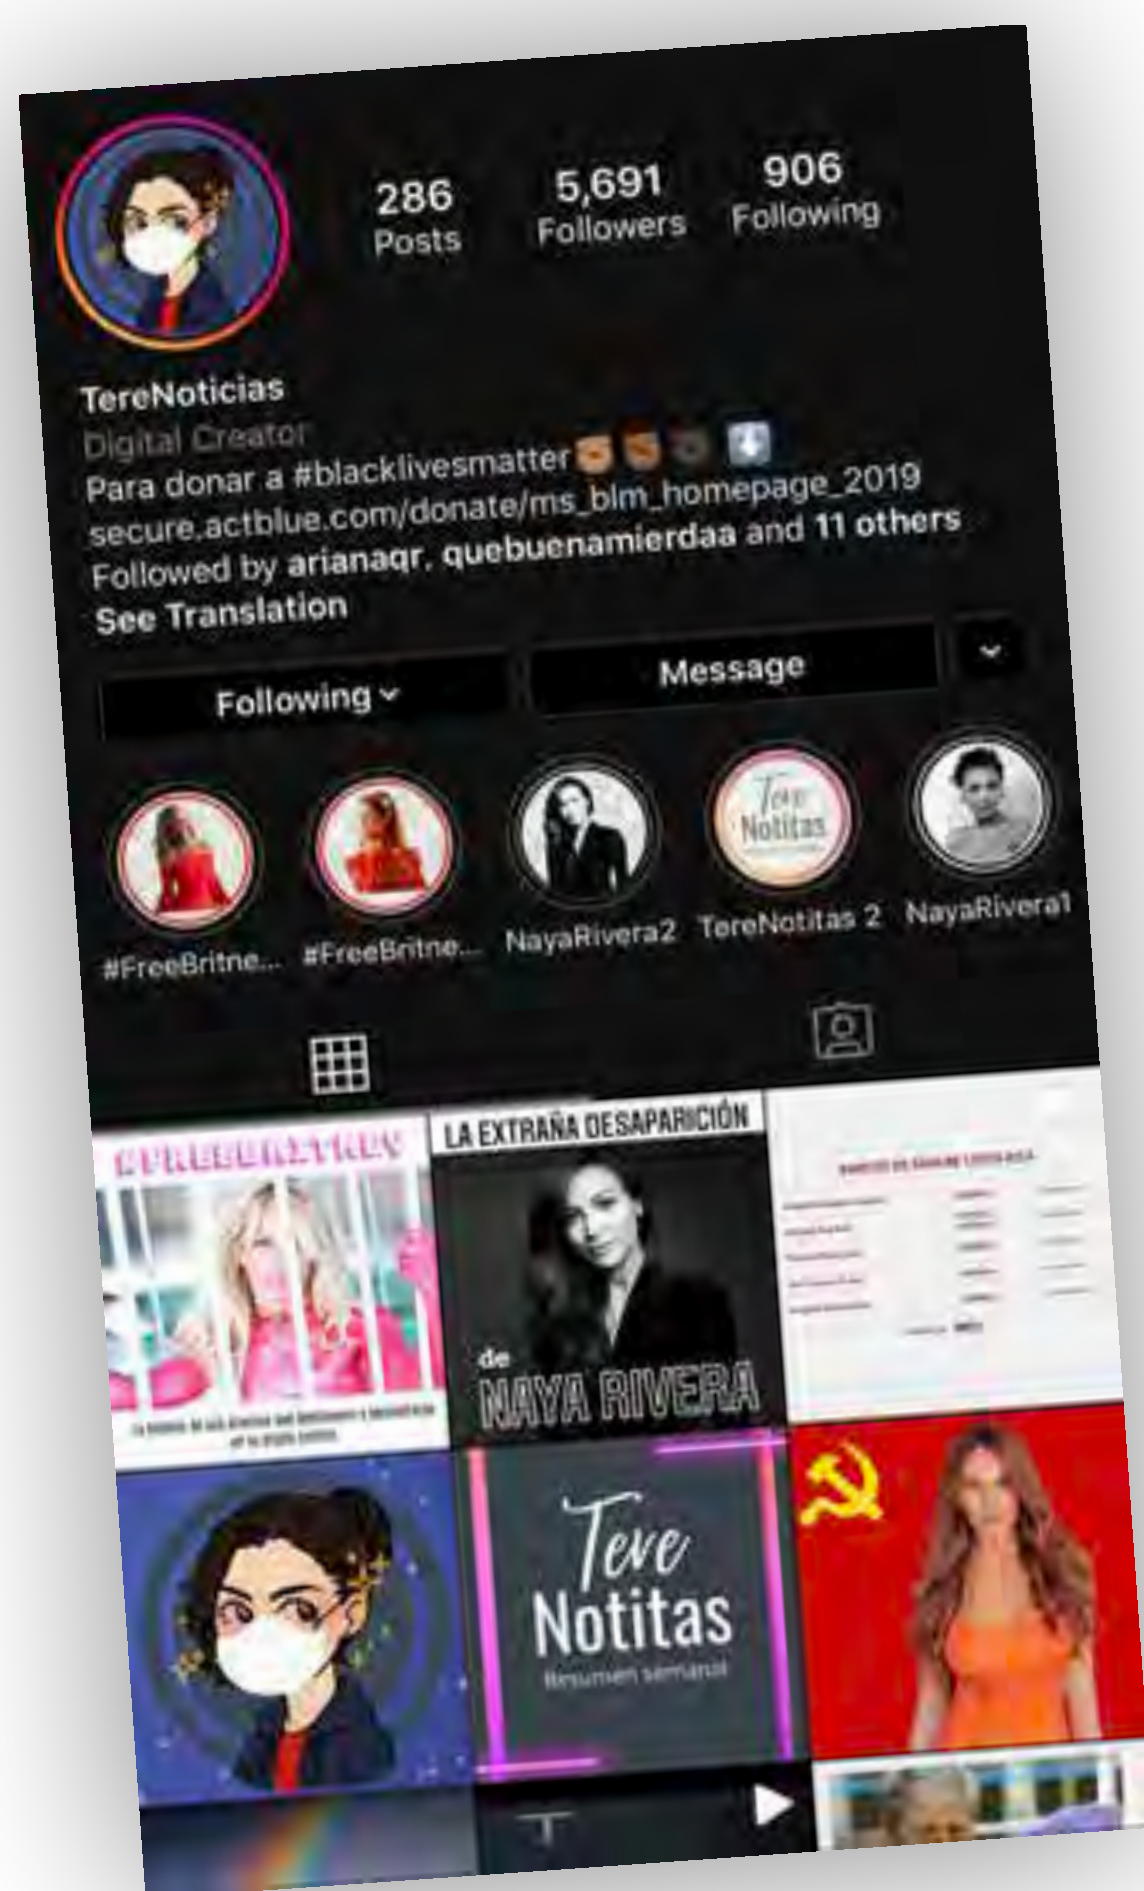 286
Posts
5,691
Followers
906
Following
TereNoticias
Digital Creator
Para donar a #blacklivesmatter
secure.actblue.com/donate/ms_blm_homepage_2019
Followed by arianaqr, quebuenamierdaa and 11 others
See Translation
Following
Message
Tere
Notitas
#FreeBritne...
#FreeBritne...
NayaRivera2
TereNotitas 2
NayaRivera1
#FREEBRITNEY
LA EXTRAÑA DESAPARICIÓN
de
NAYA RIVERA
Tere
Notitas
Resumen semanal